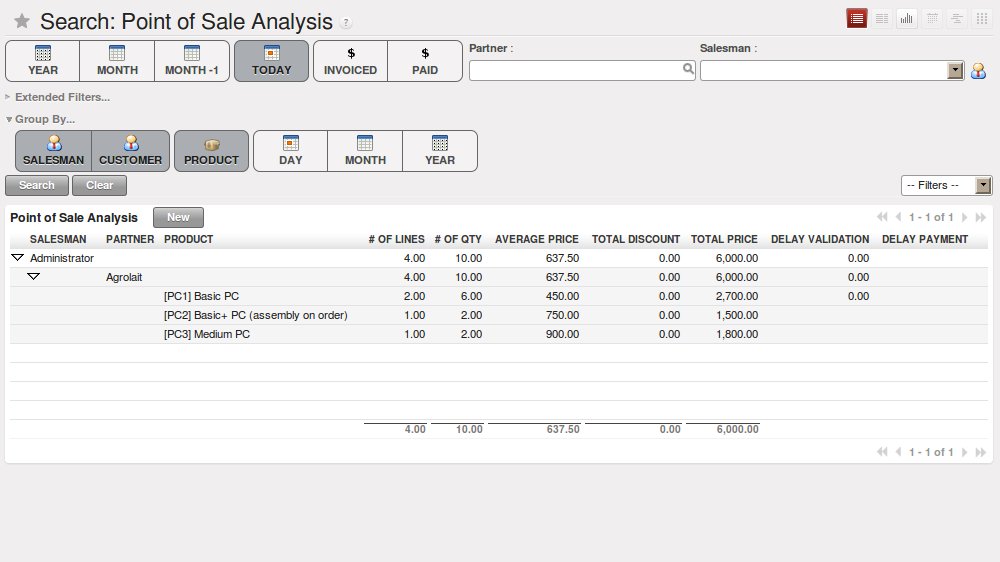 Search: Point of Sale Analysis ?
Partner : Salesman :
YEAR MONTH MONTH -1 TODAY $ INVOICED $ PAID
Extended Filters...
Group By...
SALESMAN CUSTOMER PRODUCT DAY MONTH YEAR
Search Clear -- Filters --
Point of Sale Analysis New 1 - 1 of 1
SALESMAN PARTNER PRODUCT # OF LINES # OF QTY AVERAGE PRICE TOTAL DISCOUNT TOTAL PRICE DELAY VALIDATION DELAY PAYMENT
Administrator 4.00 10.00 637.50 0.00 6,000.00 0.00
Agrolait 4.00 10.00 637.50 0.00 6,000.00 0.00
[PC1] Basic PC 2.00 6.00 450.00 0.00 2,700.00 0.00
[PC2] Basic+ PC (assembly on order) 1.00 2.00 750.00 0.00 1,500.00
[PC3] Medium PC 1.00 2.00 900.00 0.00 1,800.00
4.00 10.00 637.50 0.00 6,000.00
1 - 1 of 1